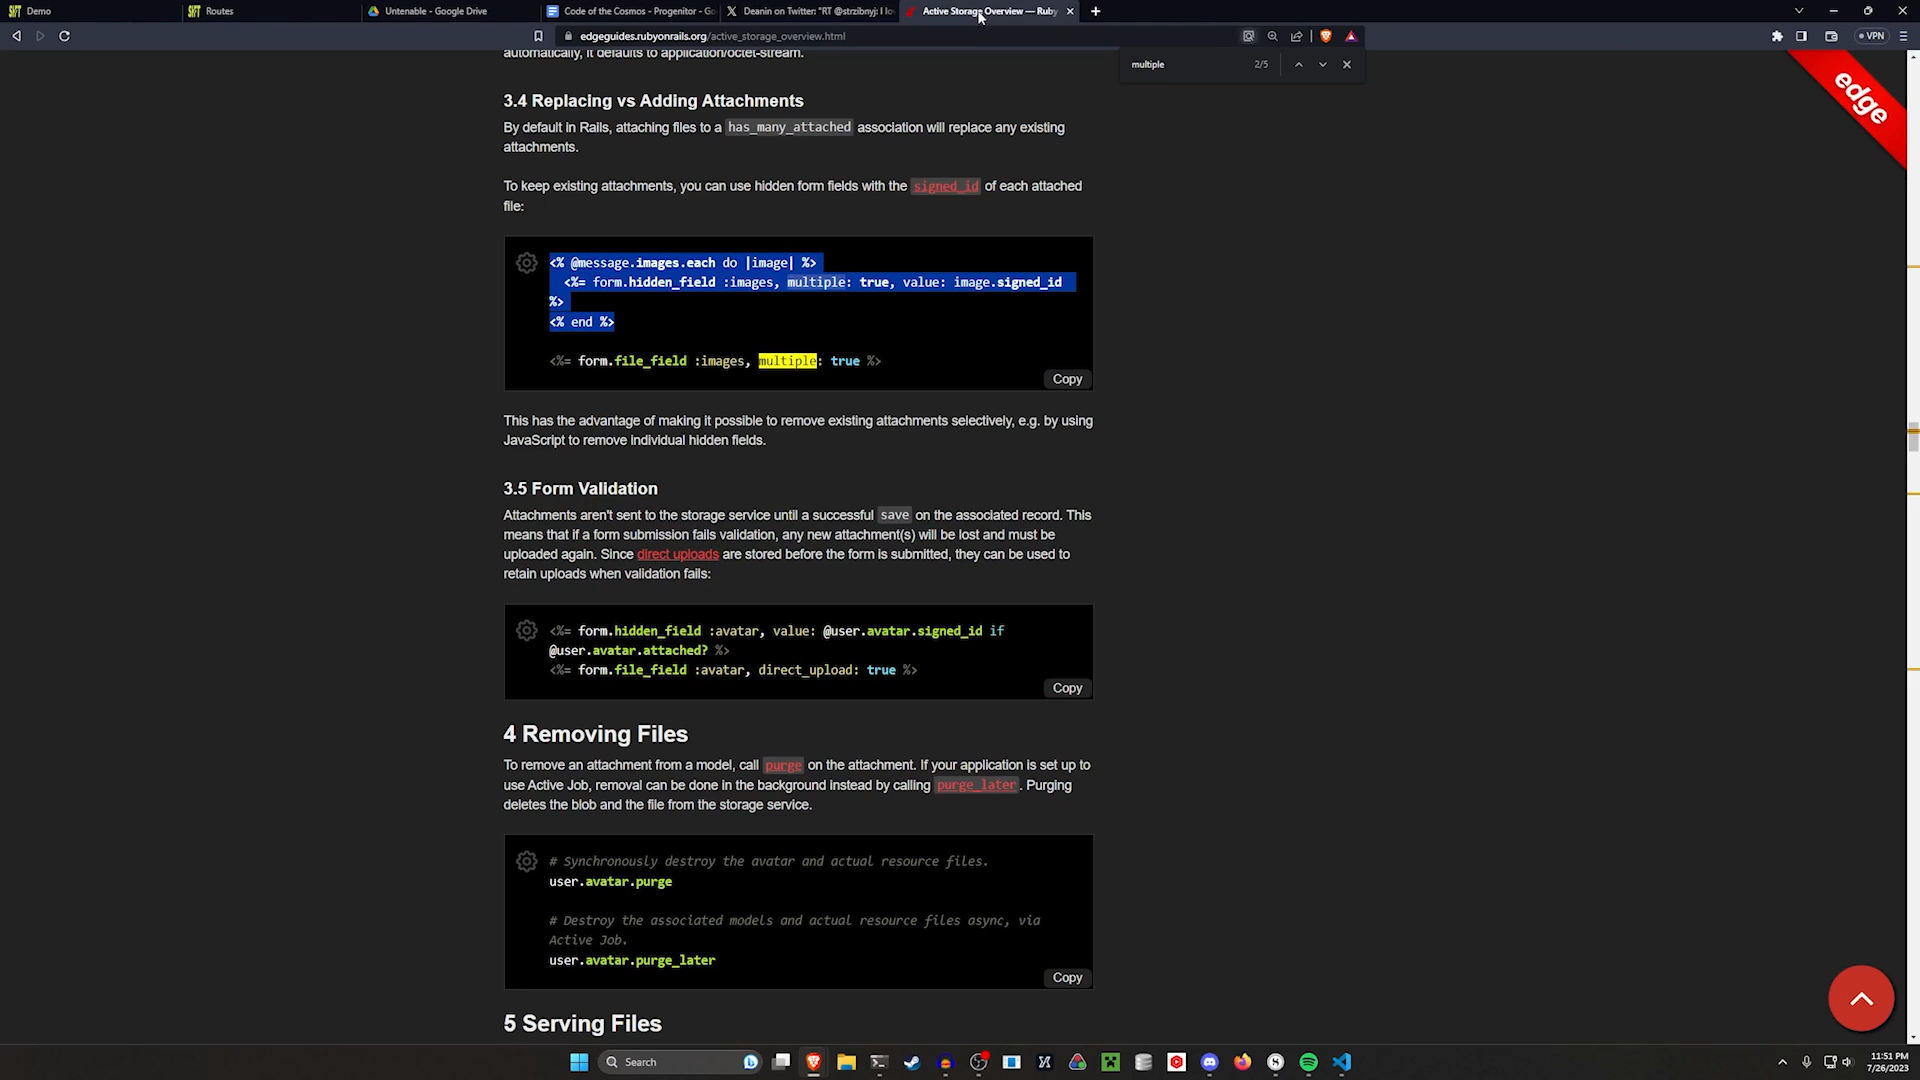 SIFT Demo
SIFT Routes
Untenable - Google Drive
Code of the Cosmos - Progenitor - Go
Deanin on Twitter: "RT @strzibnyj: I lo
Active Storage Overview — Ruby
edgeguides.rubyonrails.org/active_storage_overview.html
VPN
multiple
2/5
edge
automatically, it defaults to application/octet-stream.
3.4 Replacing vs Adding Attachments
By default in Rails, attaching files to a has_many_attached association will replace any existing
attachments.
To keep existing attachments, you can use hidden form fields with the signed_id of each attached
file:
<% @message.images.each do |image| %>
<%= form.hidden_field :images, multiple: true, value: image.signed_id
%>
<% end %>
<%= form.file_field :images, multiple: true %>
Copy
This has the advantage of making it possible to remove existing attachments selectively, e.g. by using
JavaScript to remove individual hidden fields.
3.5 Form Validation
Attachments aren't sent to the storage service until a successful save on the associated record. This
means that if a form submission fails validation, any new attachment(s) will be lost and must be
uploaded again. Since direct uploads are stored before the form is submitted, they can be used to
retain uploads when validation fails:
<%= form.hidden_field :avatar, value: @user.avatar.signed_id if
@user.avatar.attached? %>
<%= form.file_field :avatar, direct_upload: true %>
Copy
4 Removing Files
To remove an attachment from a model, call purge on the attachment. If your application is set up to
use Active Job, removal can be done in the background instead by calling purge_later. Purging
deletes the blob and the file from the storage service.
# Synchronously destroy the avatar and actual resource files.
user.avatar.purge
# Destroy the associated models and actual resource files async, via
Active Job.
user.avatar.purge_later
Copy
5 Serving Files
Search
11:51 PM
7/26/2023